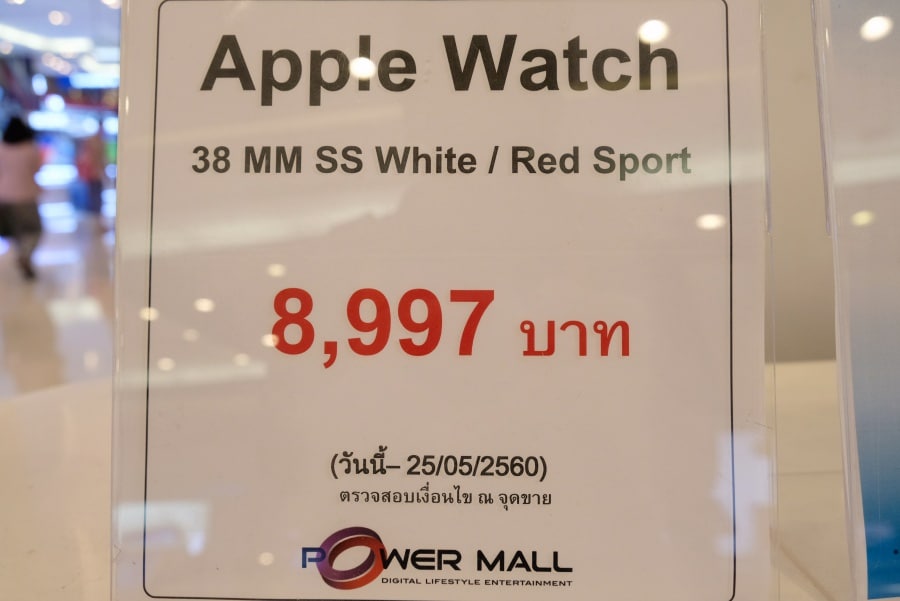 Apple Watch
38 MM SS White / Red Sport
8,997 บาท
(วันนี้– 25/05/2560)
ตรวจสอบเงื่อนไข ณ จุดขาย
POWER MALL
DIGITAL LIFESTYLE ENTERTAINMENT